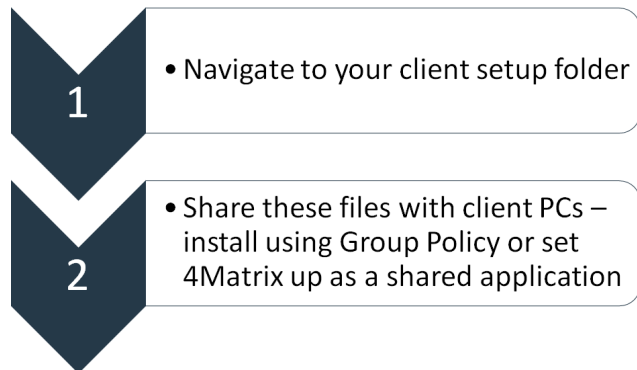 1
• Navigate to your client setup folder
2
• Share these files with client PCs –
install using Group Policy or set
4Matrix up as a shared application